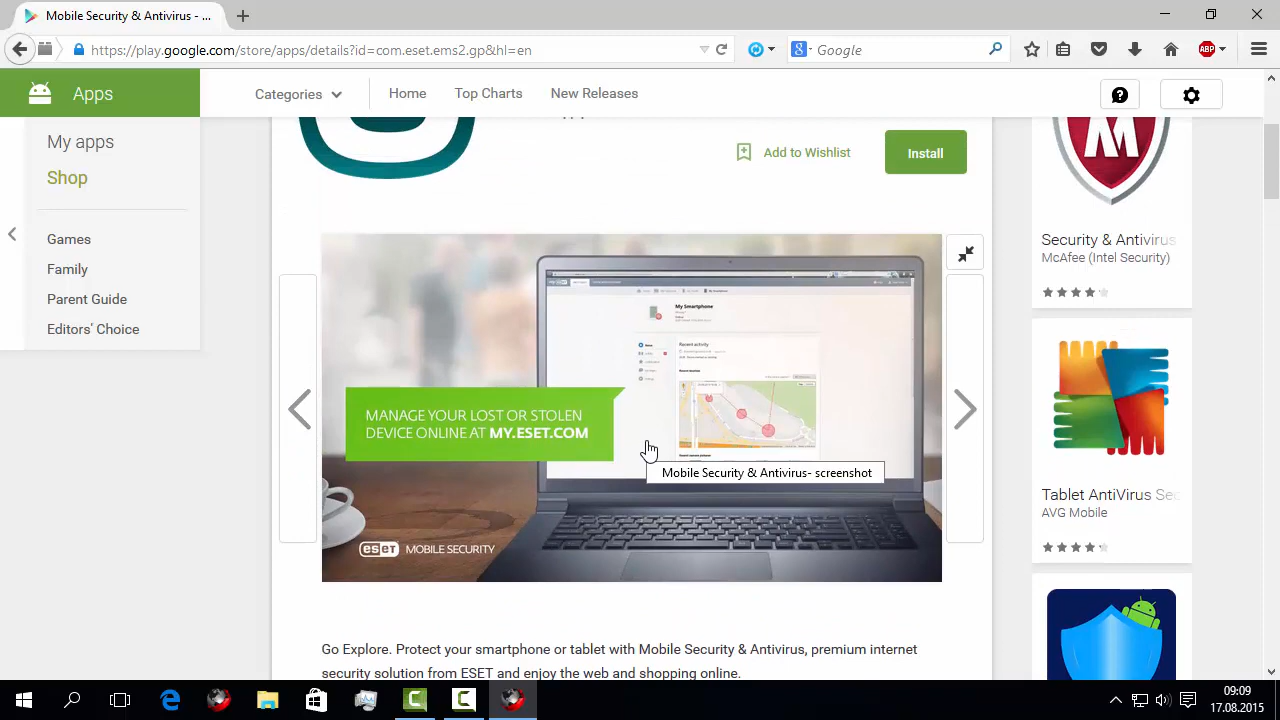 Mobile Security & Antivirus - ...
https://play.google.com/store/apps/details?id=com.eset.ems2.gp&hl=en
Google
ABP
Apps
Categories
Home
Top Charts
New Releases
My apps
Shop
Games
Family
Parent Guide
Editors' Choice
Add to Wishlist
Install
My Smartphone
Recent activity
MANAGE YOUR LOST OR STOLEN
DEVICE ONLINE AT MY.ESET.COM
Mobile Security & Antivirus- screenshot
eset MOBILE SECURITY
Go Explore. Protect your smartphone or tablet with Mobile Security & Antivirus, premium internet
security solution from ESET and enjoy the web and shopping online.
Security & Antivirus
McAfee (Intel Security)
Tablet AntiVirus Sec
AVG Mobile
09:09
17.08.2015